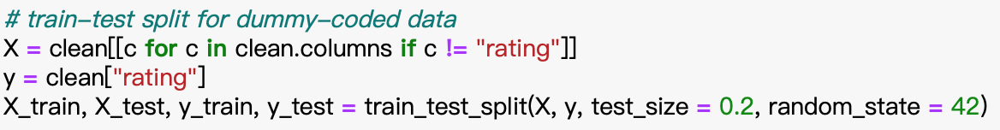 # train-test split for dummy-coded data
X = clean[[c for c in clean.columns if c != "rating"]]
y = clean["rating"]
X_train, X_test, y_train, y_test = train_test_split(X, y, test_size = 0.2, random_state = 42)